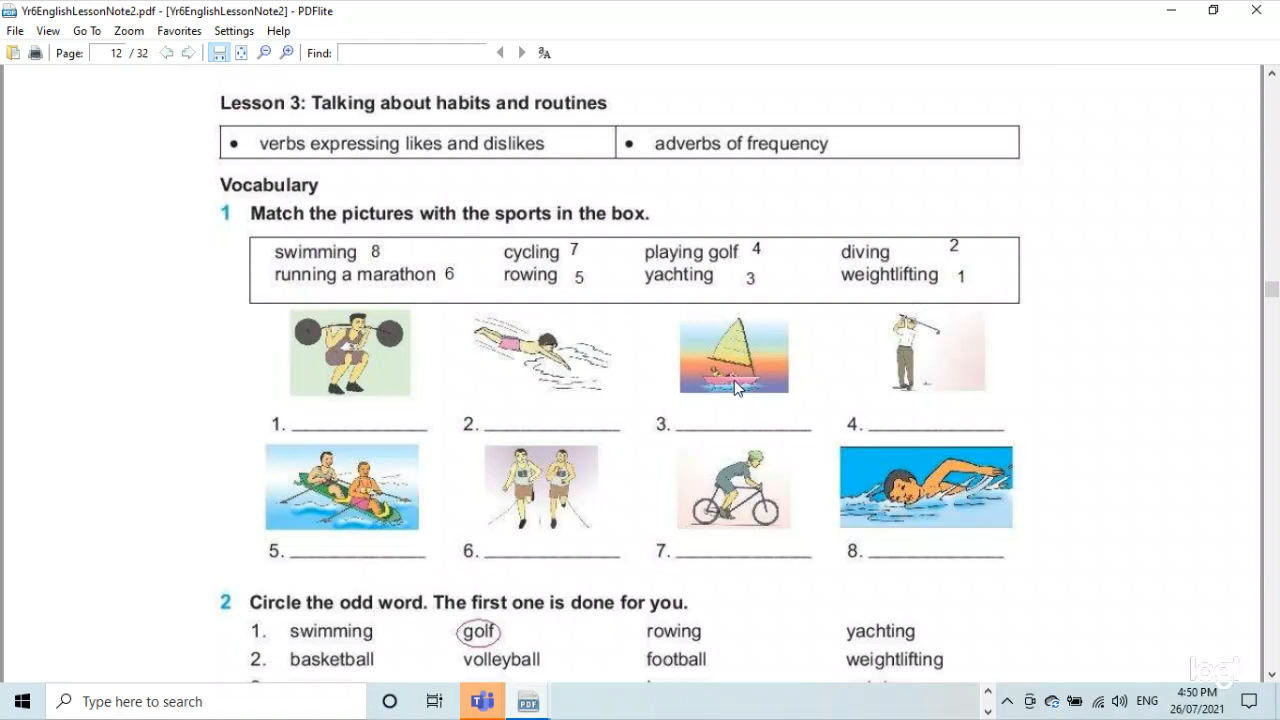 Yr6EnglishLessonNote2.pdf - [Yr6EnglishLessonNote2] - PDFlite
File View Go To Zoom Favorites Settings Help
Page: 12 / 32 Find:
Lesson 3: Talking about habits and routines
• verbs expressing likes and dislikes • adverbs of frequency
Vocabulary
1 Match the pictures with the sports in the box.
swimming 8 cycling 7 playing golf 4 diving 2
running a marathon 6 rowing 5 yachting 3 weightlifting 1
1. ____________ 2. ____________ 3. ____________ 4. ____________
5. ____________ 6. ____________ 7. ____________ 8. ____________
2 Circle the odd word. The first one is done for you.
1. swimming golf rowing yachting
2. basketball volleyball football weightlifting
logi
Type here to search
ENG
4:50 PM
26/07/2021